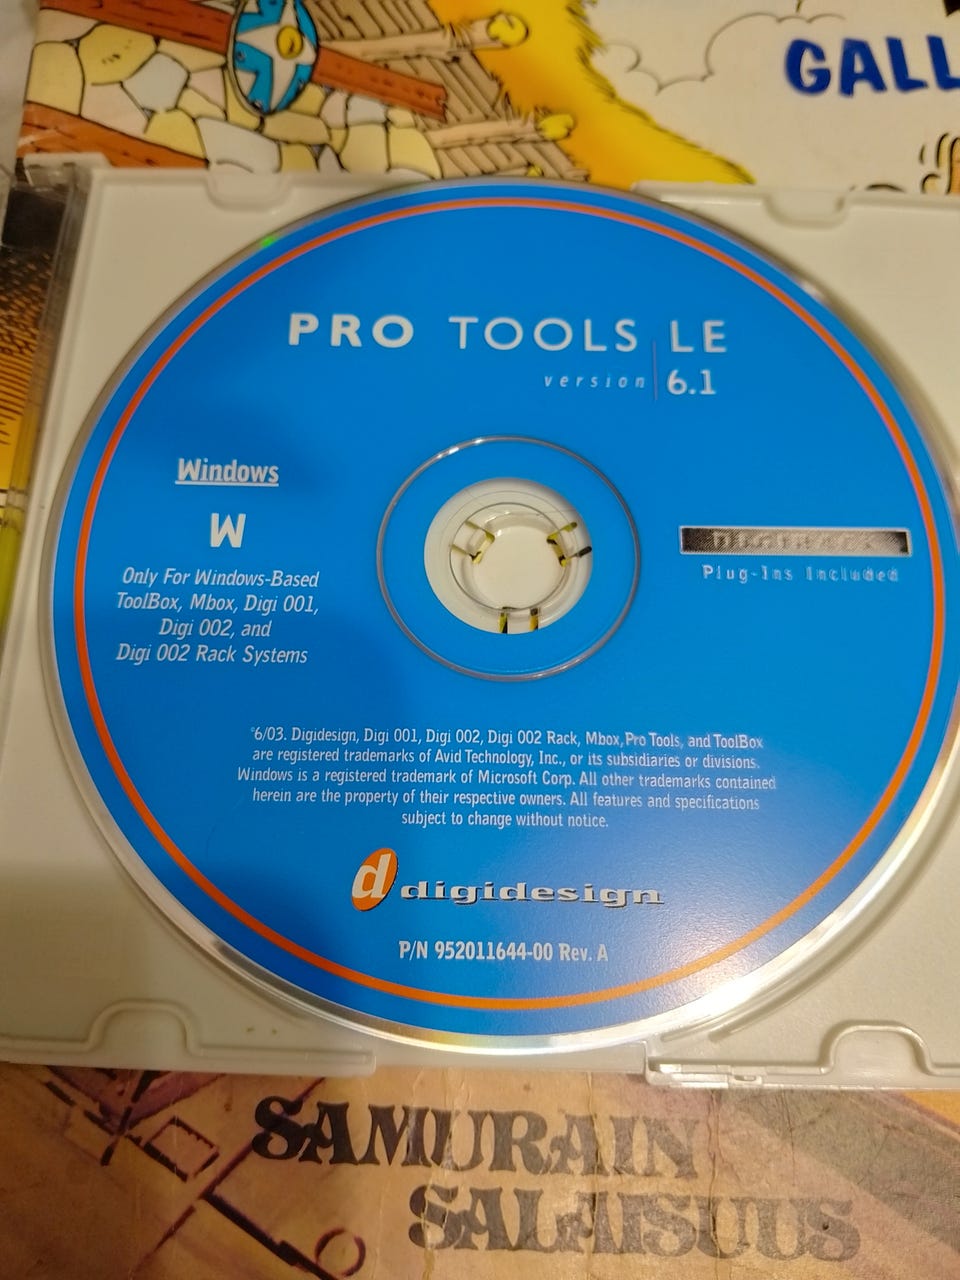 GALL
PRO TOOLS LE
version 6.1
Windows
W
Only For Windows-Based
ToolBox, Mbox, Digi 001,
Digi 002, and
Digi 002 Rack Systems
Plug-Ins Included
©6/03. Digidesign, Digi 001, Digi 002, Digi 002 Rack, Mbox, Pro Tools, and ToolBox
are registered trademarks of Avid Technology, Inc., or its subsidiaries or divisions.
Windows is a registered trademark of Microsoft Corp. All other trademarks contained
herein are the property of their respective owners. All features and specifications
subject to change without notice.
d digidesign
P/N 952011644-00 Rev. A
SAMURAIN
SALAISUUS